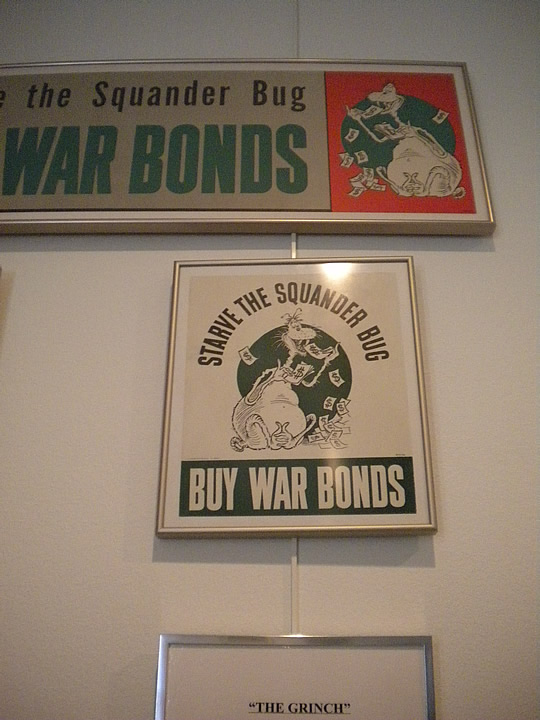 the Squander Bug
WAR BONDS
STARVE THE SQUANDER BUG
BUY WAR BONDS
“THE GRINCH”